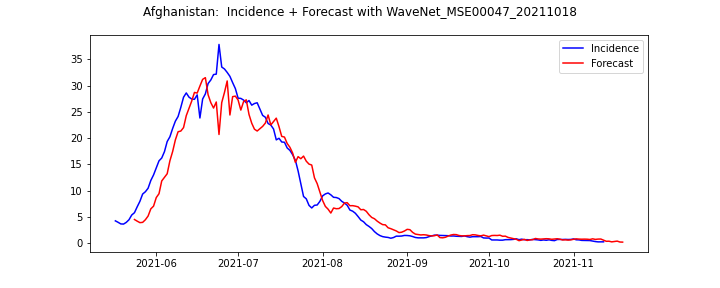 Afghanistan:  Incidence + Forecast with WaveNet_MSE00047_20211018
Incidence
Forecast
35
30
25
20
15
10
5
0
2021-06 2021-07 2021-08 2021-09 2021-10 2021-11